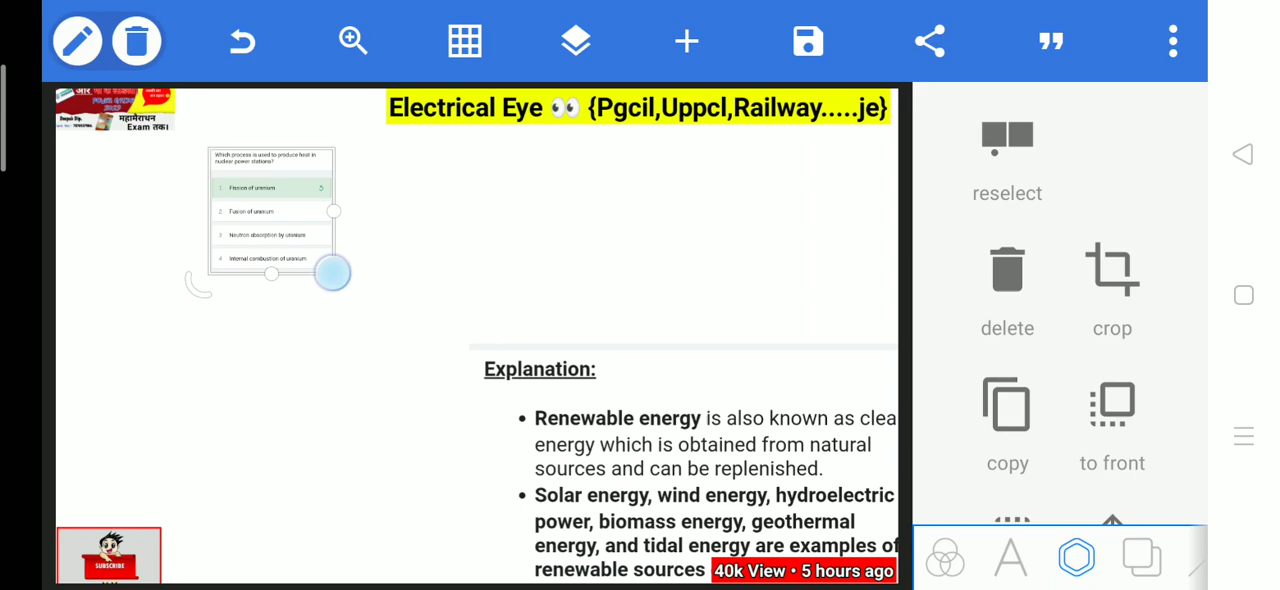 Electrical Eye 👀 {Pgcil,Uppcl,Railway.....je}
महामैराथन
Exam तक।
Which process is used to produce heat in
nuclear power stations?
1 Fission of uranium
2 Fusion of uranium
3 Neutron absorption by uranium
4 Internal combustion of uranium
Explanation:
• Renewable energy is also known as clea
energy which is obtained from natural
sources and can be replenished.
• Solar energy, wind energy, hydroelectric
power, biomass energy, geothermal
energy, and tidal energy are examples of
renewable sources
40k View • 5 hours ago
SUBSCRIBE
reselect
delete
crop
copy
to front